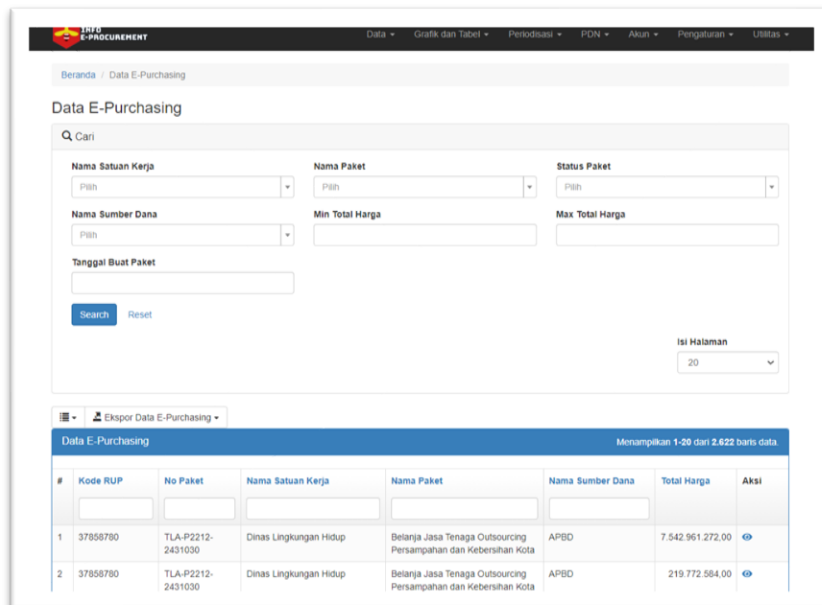 INFO
E-PROCUREMENT
Data Grafik dan Tabel Periodisasi PDN Akun Pengaturan Utilitas
Beranda / Data E-Purchasing
Data E-Purchasing
Cari
Nama Satuan Kerja Nama Paket Status Paket
Pilih Pilih Pilih
Nama Sumber Dana Min Total Harga Max Total Harga
Pilih
Tanggal Buat Paket
Search Reset
Isi Halaman
20
Ekspor Data E-Purchasing
Data E-Purchasing Menampilkan 1-20 dari 2.622 baris data.
# Kode RUP No Paket Nama Satuan Kerja Nama Paket Nama Sumber Dana Total Harga Aksi
1 37858780 TLA-P2212- Dinas Lingkungan Hidup Belanja Jasa Tenaga Outsourcing APBD 7.542.961.272,00
2431030 Persampahan dan Kebersihan Kota
2 37858780 TLA-P2212- Dinas Lingkungan Hidup Belanja Jasa Tenaga Outsourcing APBD 219.772.584,00
2431030 Persampahan dan Kebersihan Kota